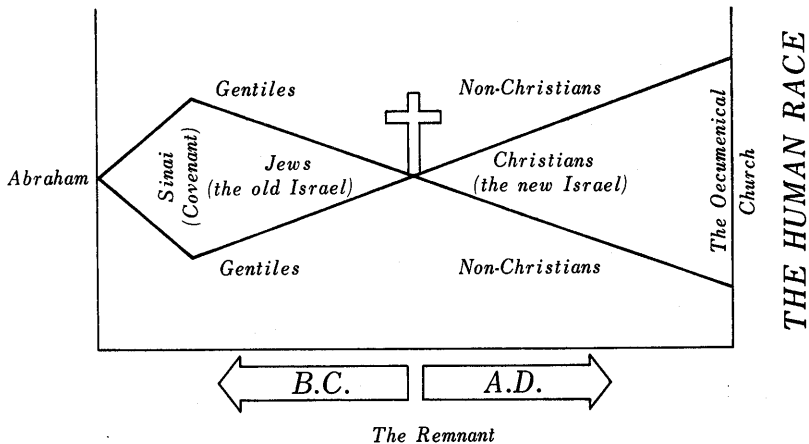 Gentiles
Non-Christians
Abraham
Sinai
(Covenant)
Jews
(the old Israel)
Christians
(the new Israel)
The Oecumenical
Church
THE HUMAN RACE
Gentiles
Non-Christians
B.C.
A.D.
The Remnant